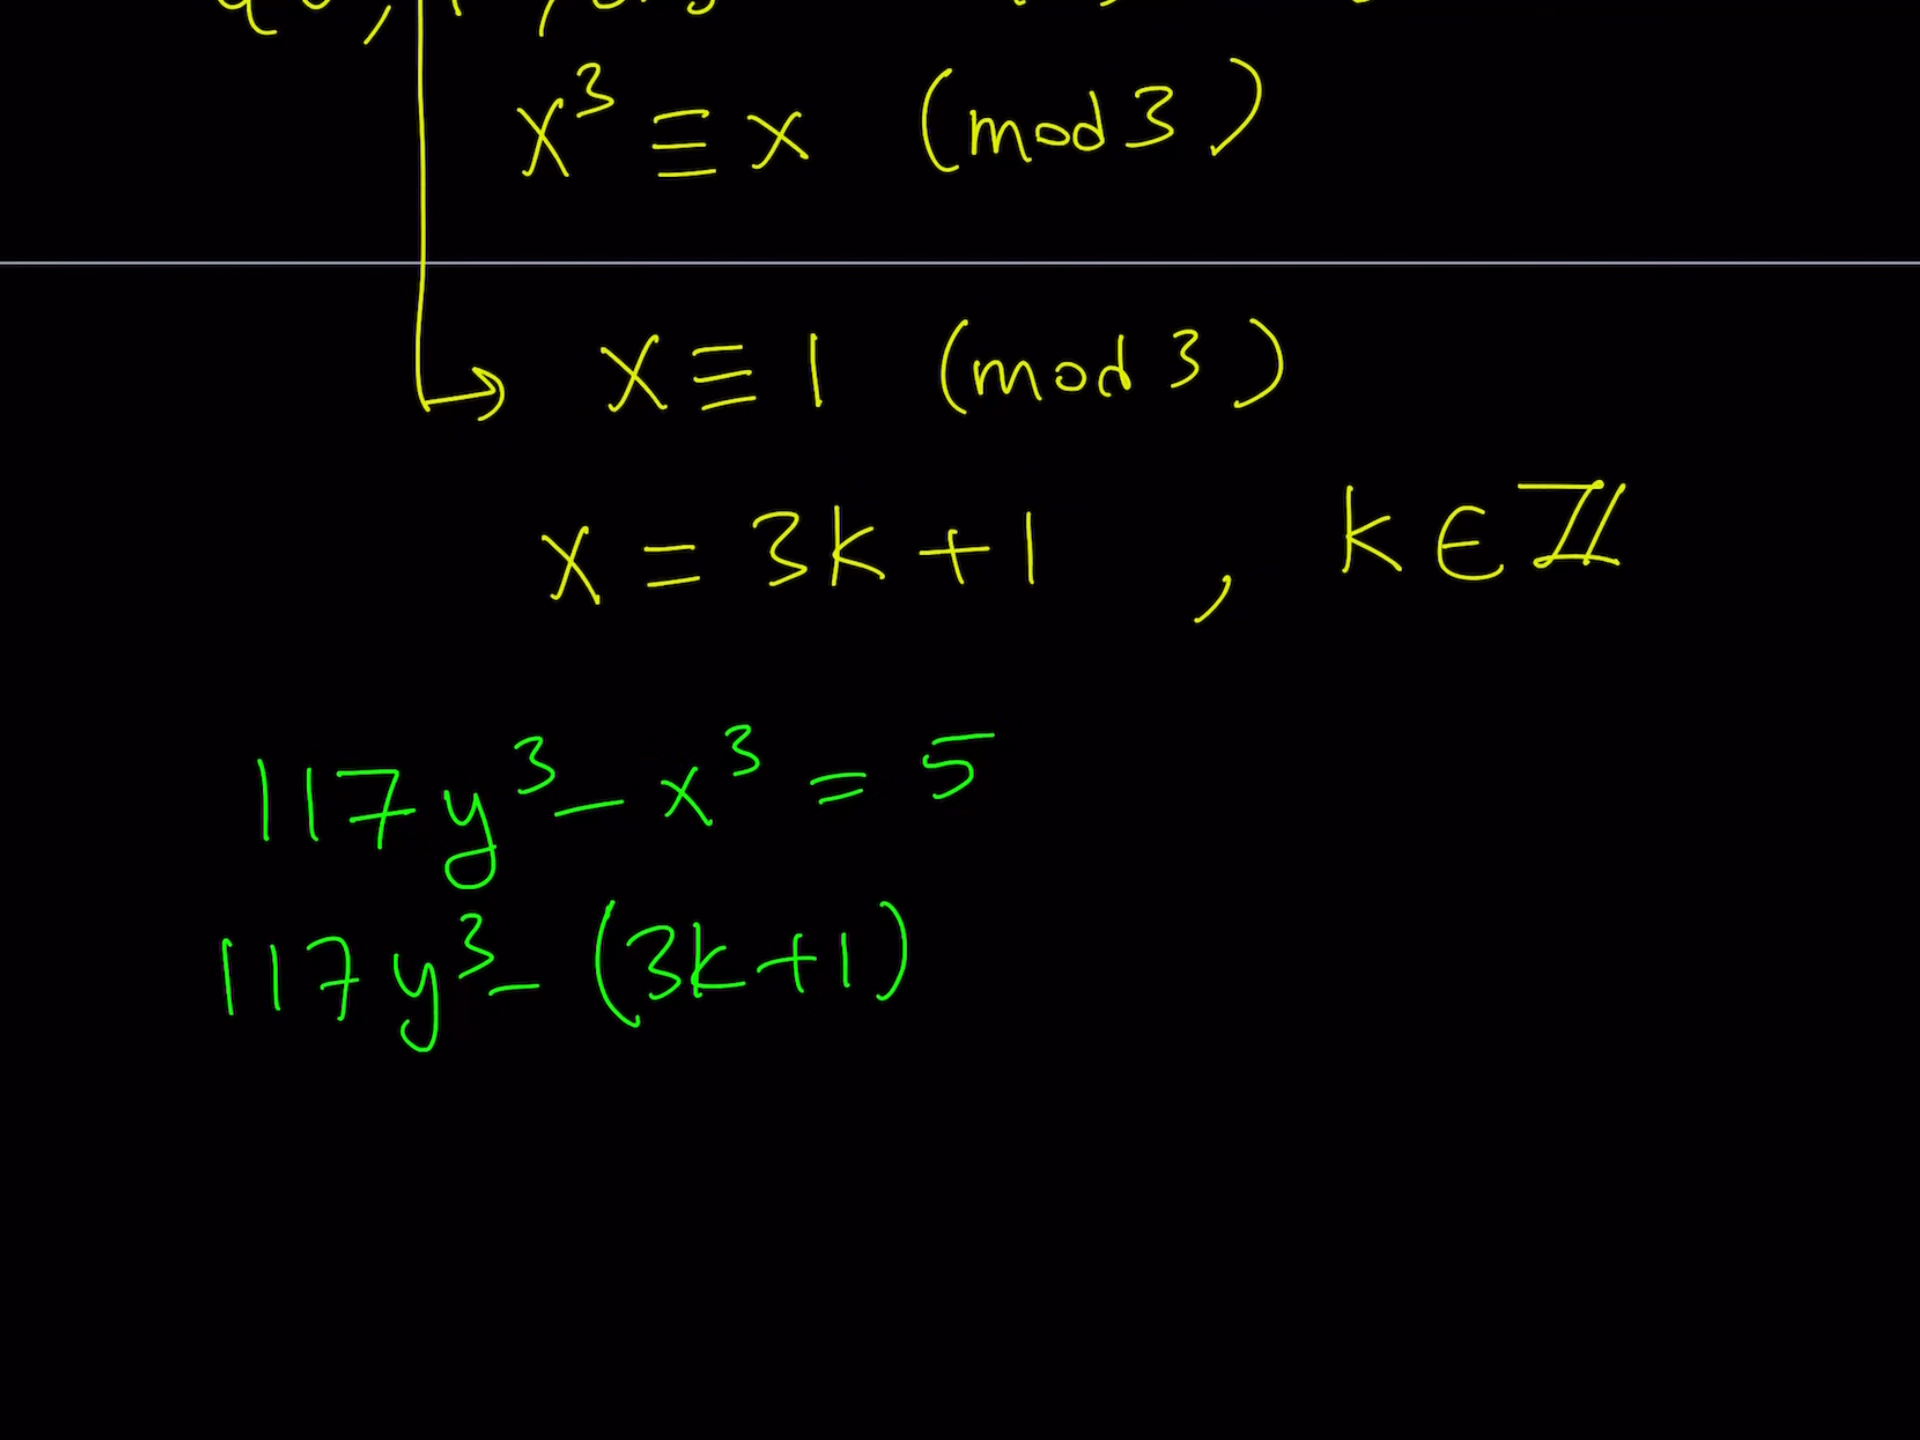 x³ ≡ x (mod 3)
x ≡ 1 (mod 3)
x = 3k + 1 , k ∈ ℤ
117y³ - x³ = 5
117y³ - (3k+1)